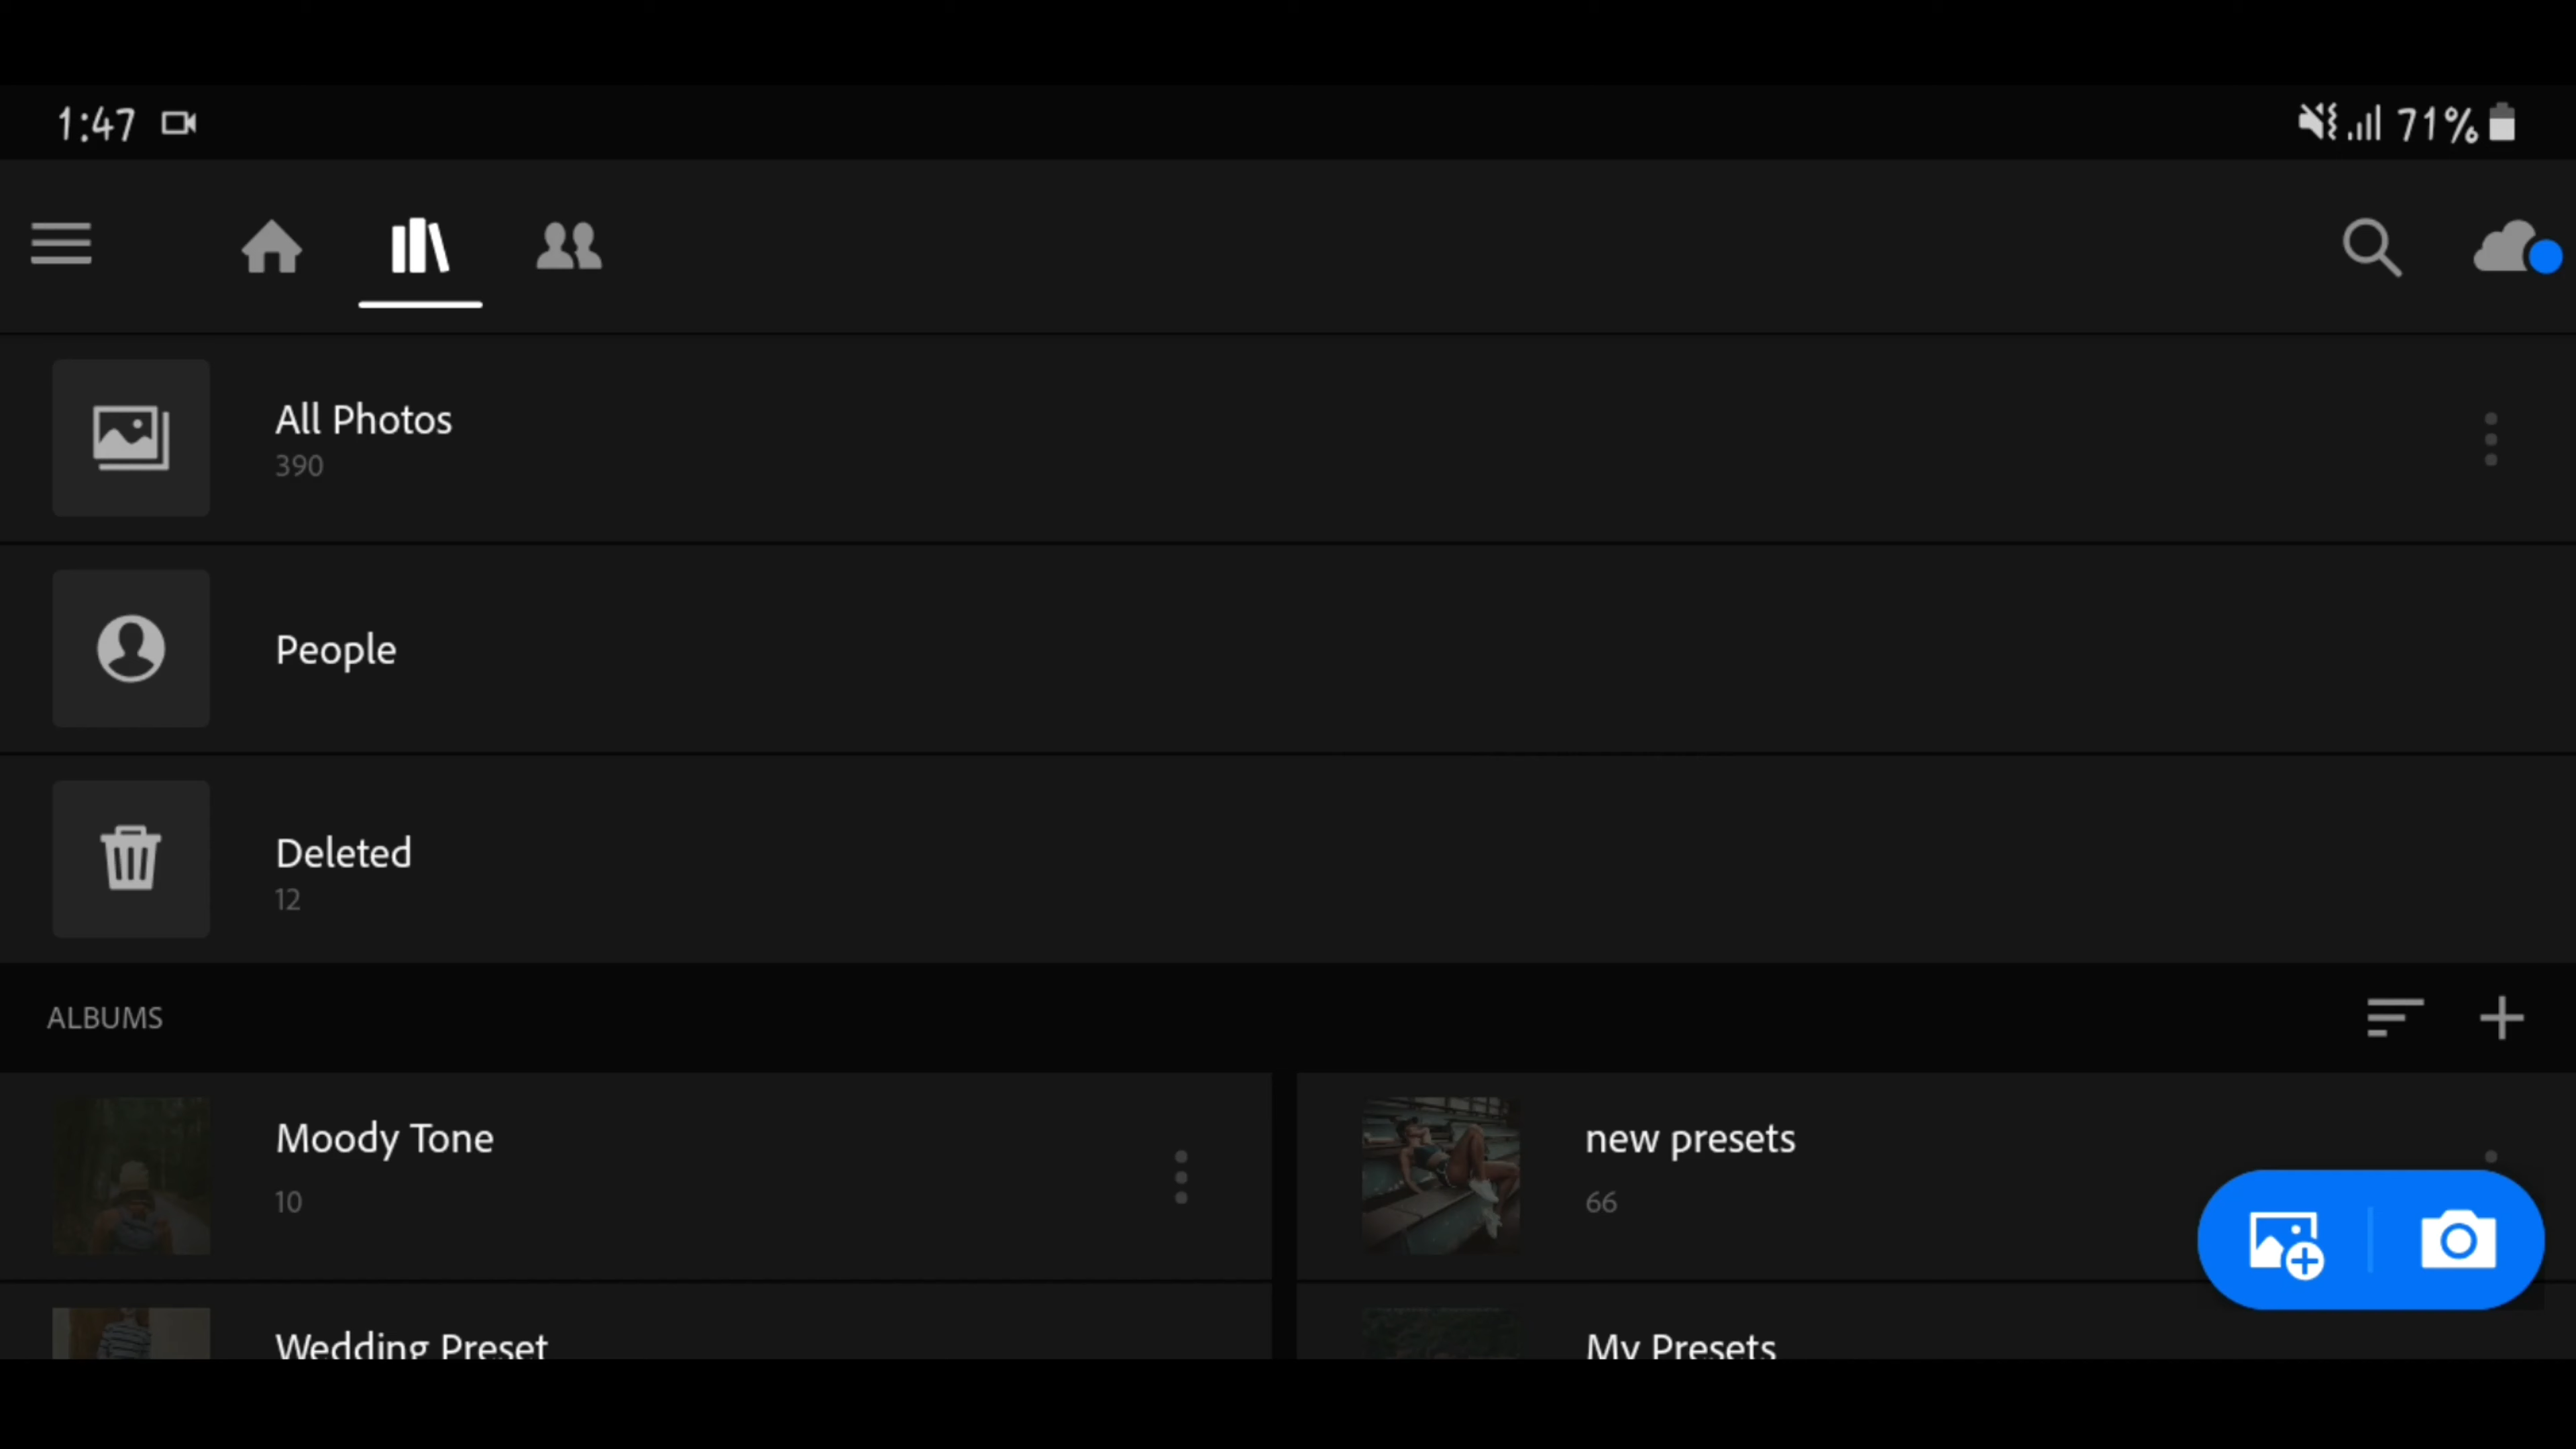 1:47
71%
All Photos
390
People
Deleted
12
ALBUMS
Moody Tone
10
new presets
66
Wedding Preset
My Presets